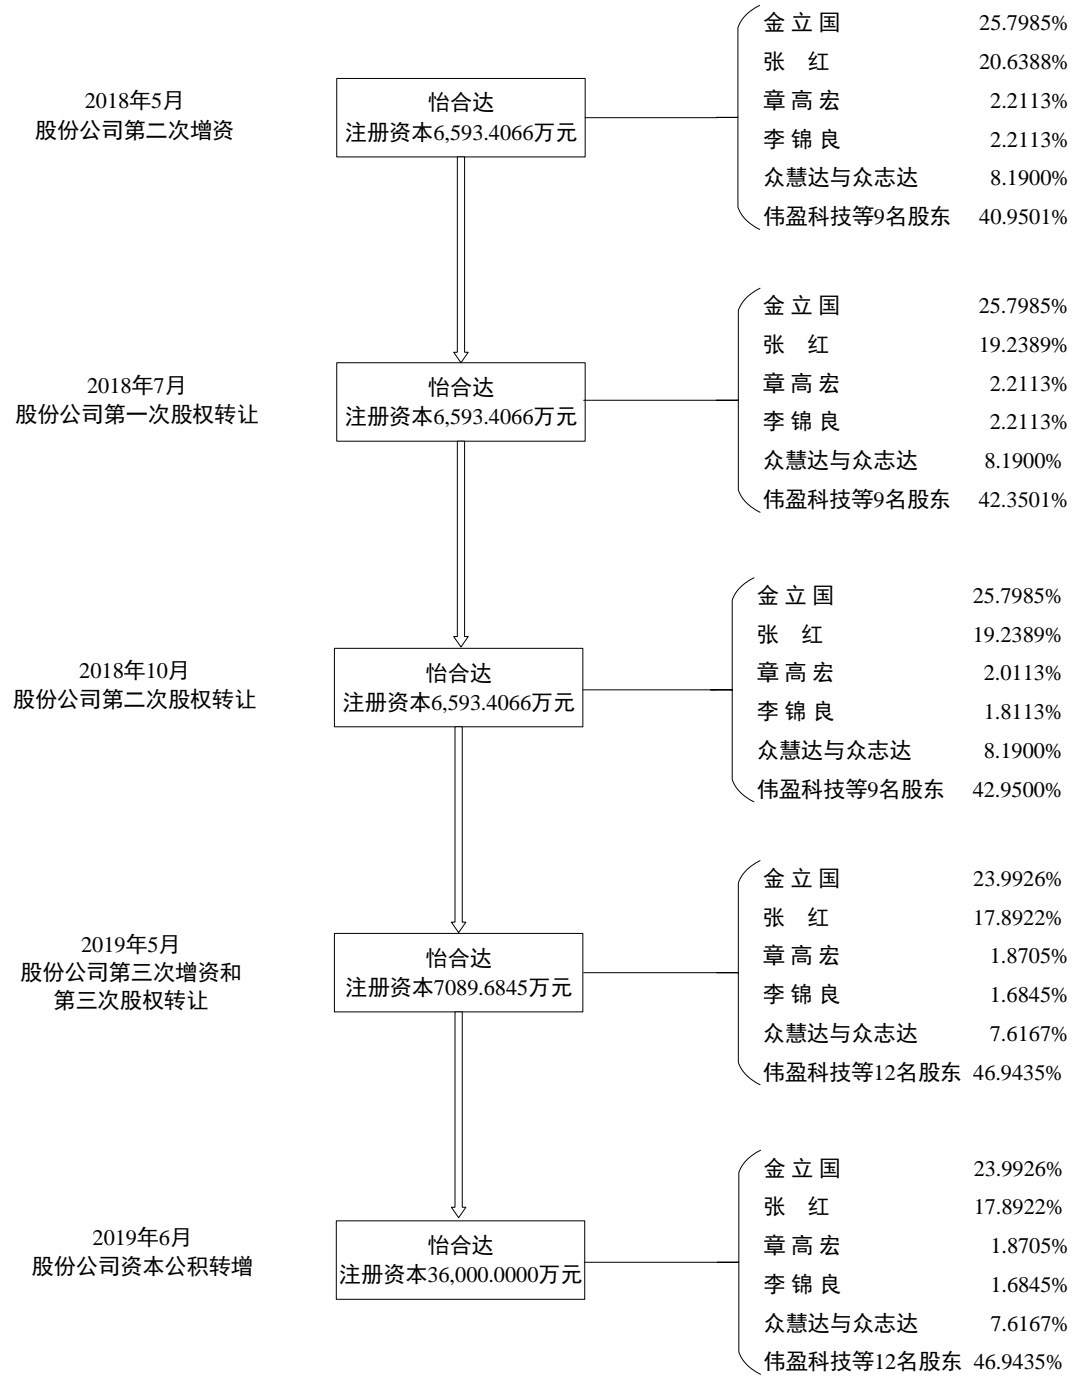 2018年5月
股份公司第二次增资
怡合达
注册资本6,593.4066万元
金立国 25.7985%
张 红 20.6388%
章高宏 2.2113%
李锦良 2.2113%
众慧达与众志达 8.1900%
伟盈科技等9名股东 40.9501%
2018年7月
股份公司第一次股权转让
怡合达
注册资本6,593.4066万元
金立国 25.7985%
张 红 19.2389%
章高宏 2.2113%
李锦良 2.2113%
众慧达与众志达 8.1900%
伟盈科技等9名股东 42.3501%
2018年10月
股份公司第二次股权转让
怡合达
注册资本6,593.4066万元
金立国 25.7985%
张 红 19.2389%
章高宏 2.0113%
李锦良 1.8113%
众慧达与众志达 8.1900%
伟盈科技等9名股东 42.9500%
2019年5月
股份公司第三次增资和
第三次股权转让
怡合达
注册资本7089.6845万元
金立国 23.9926%
张 红 17.8922%
章高宏 1.8705%
李锦良 1.6845%
众慧达与众志达 7.6167%
伟盈科技等12名股东 46.9435%
2019年6月
股份公司资本公积转增
怡合达
注册资本36,000.0000万元
金立国 23.9926%
张 红 17.8922%
章高宏 1.8705%
李锦良 1.6845%
众慧达与众志达 7.6167%
伟盈科技等12名股东 46.9435%